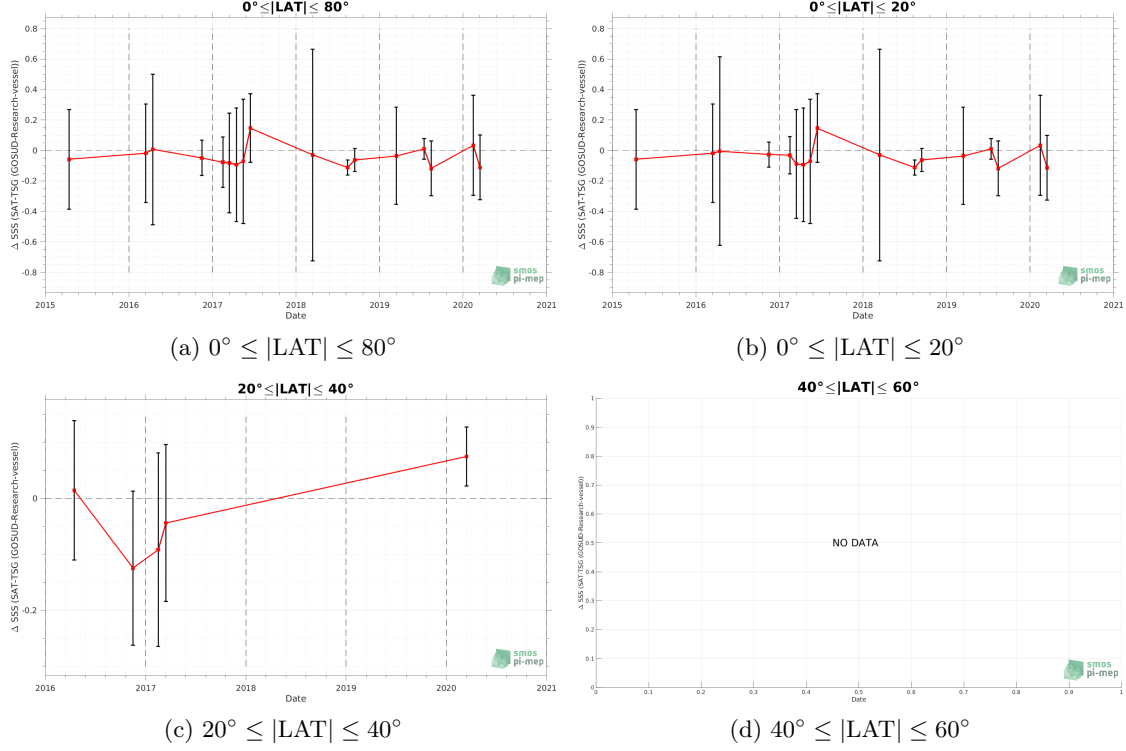 0°≤|LAT|≤ 80°
Δ SSS (SAT-TSG (GOSUD-Research-vessel))
0.8
0.6
0.4
0.2
0
-0.2
-0.4
-0.6
-0.8
smos
pi-mep
2015 2016 2017 2018 2019 2020 2021
Date
(a) 0° ≤ |LAT| ≤ 80°
0°≤|LAT|≤ 20°
Δ SSS (SAT-TSG (GOSUD-Research-vessel))
0.8
0.6
0.4
0.2
0
-0.2
-0.4
-0.6
-0.8
smos
pi-mep
2015 2016 2017 2018 2019 2020 2021
Date
(b) 0° ≤ |LAT| ≤ 20°
20°≤|LAT|≤ 40°
Δ SSS (SAT-TSG (GOSUD-Research-vessel))
0
-0.2
smos
pi-mep
2016 2017 2018 2019 2020 2021
Date
(c) 20° ≤ |LAT| ≤ 40°
40°≤|LAT|≤ 60°
Δ SSS (SAT-TSG (GOSUD-Research-vessel))
1
0.9
0.8
0.7
0.6
0.5
0.4
0.3
0.2
0.1
0
NO DATA
smos
pi-mep
0 0.1 0.2 0.3 0.4 0.5 0.6 0.7 0.8 0.9 1
Date
(d) 40° ≤ |LAT| ≤ 60°